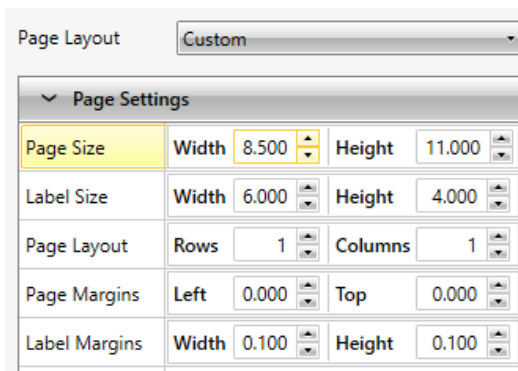 Page Layout Custom
Page Settings
Page Size Width 8.500 Height 11.000
Label Size Width 6.000 Height 4.000
Page Layout Rows 1 Columns 1
Page Margins Left 0.000 Top 0.000
Label Margins Width 0.100 Height 0.100